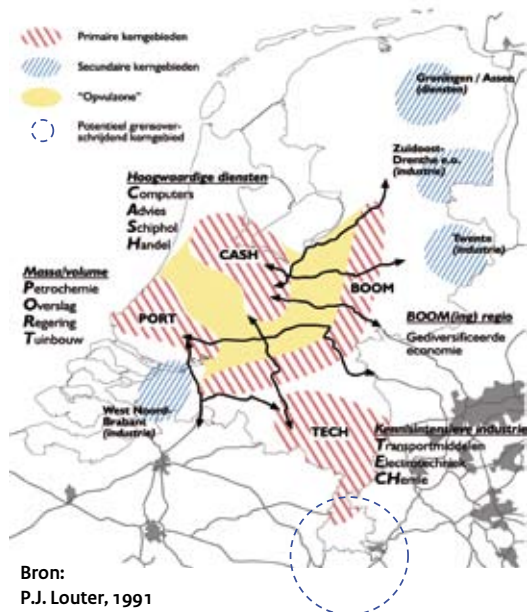 Primaire kerngebieden
Secundaire kerngebieden
"Opvulzone"
Potentieel grensover-
schrijdend kerngebied
Groningen / Assen
(diensten)
Zuidoost-
Drenthe e.o.
(industrie)
Hoogwaardige diensten
Computers
Advies
Schiphol
Handel
CASH
Twente
(industrie)
Massa/volume
Petrochemie
Overslag
Regering
Tuinbouw
PORT
BOOM
BOOM(ing) regio
Gediversificeerde
economie
West Noord-
Brabant
(industrie)
TECH
Kennisintensieve industrie
Transportmiddelen
Electrotechniek
CHemie
Bron:
P.J. Louter, 1991